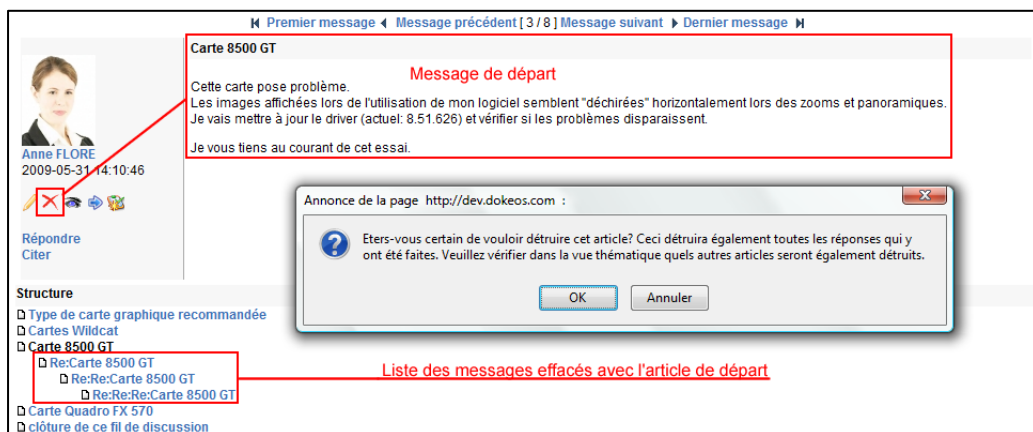 Premier message Message précédent [ 3 / 8 ] Message suivant Dernier message
Carte 8500 GT
Message de départ
Cette carte pose problème.
Les images affichées lors de l'utilisation de mon logiciel semblent "déchirées" horizontalement lors des zooms et panoramiques.
Je vais mettre à jour le driver (actuel: 8.51.626) et vérifier si les problèmes disparaissent.
Je vous tiens au courant de cet essai.
Anne FLORE
2009-05-31 14:10:46
Répondre
Citer
Annonce de la page http://dev.dokeos.com :
Eters-vous certain de vouloir détruire cet article? Ceci détruira également toutes les réponses qui y
ont été faites. Veuillez vérifier dans la vue thématique quels autres articles seront également détruits.
OK Annuler
Structure
Type de carte graphique recommandée
Cartes Wildcat
Carte 8500 GT
Re:Carte 8500 GT
Re:Re:Carte 8500 GT
Re:Re:Re:Carte 8500 GT
Liste des messages effacés avec l'article de départ
Carte Quadro FX 570
clôture de ce fil de discussion